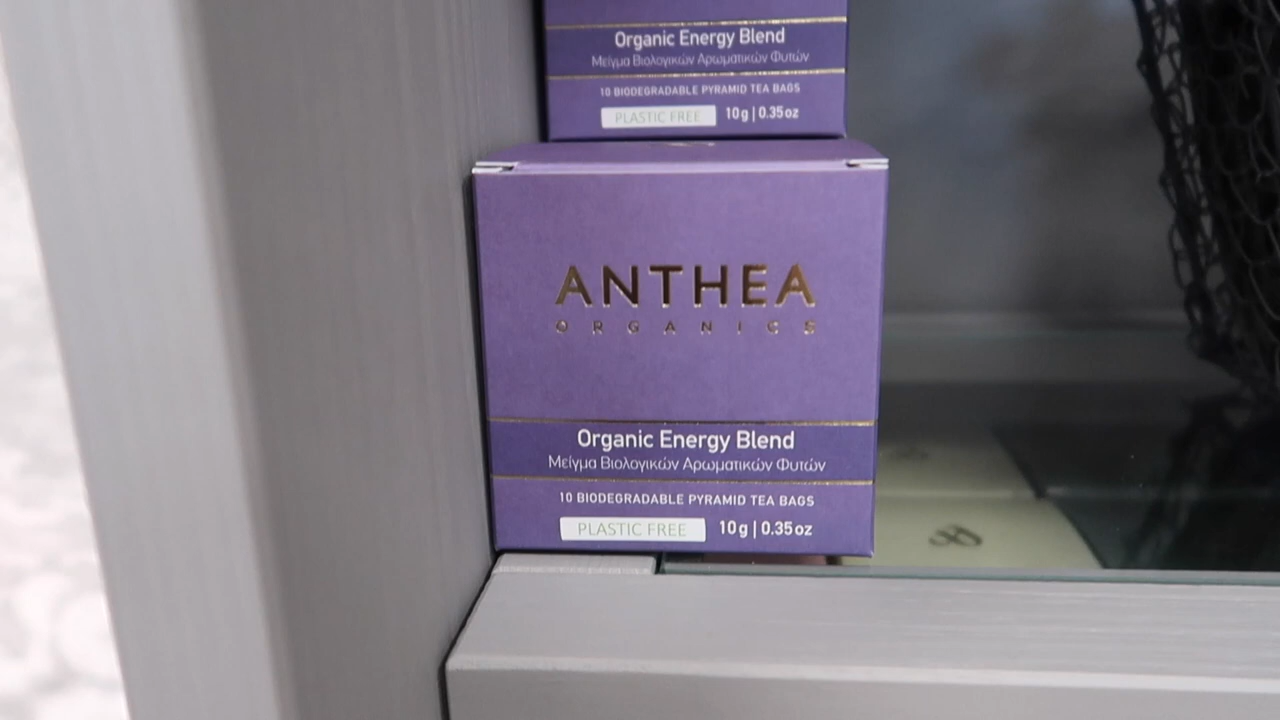 Organic Energy Blend
Μείγμα Βιολογικών Αρωματικών Φυτών
10 BIODEGRADABLE PYRAMID TEA BAGS
PLASTIC FREE 10g | 0.35oz
ANTHEA
ORGANICS
Organic Energy Blend
Μείγμα Βιολογικών Αρωματικών Φυτών
10 BIODEGRADABLE PYRAMID TEA BAGS
PLASTIC FREE 10g | 0.35oz